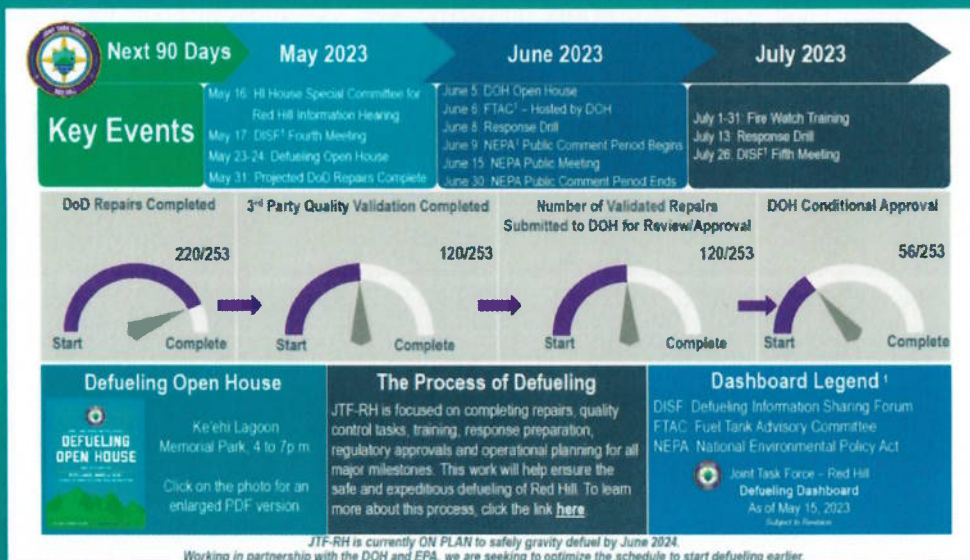 Next 90 Days
May 2023
June 2023
July 2023
Key Events
May 16: HI House Special Committee for
Red Hill Information Hearing
May 17: DISF¹ Fourth Meeting
May 23-24: Defueling Open House
May 31: Projected DoD Repairs Complete
June 5: DOH Open House
June 6: FTAC¹ – Hosted by DOH
June 8: Response Drill
June 9: NEPA¹ Public Comment Period Begins
June 15: NEPA Public Meeting
June 30: NEPA Public Comment Period Ends
July 1-31: Fire Watch Training
July 13: Response Drill
July 26: DISF¹ Fifth Meeting
DoD Repairs Completed
220/253
Start
Complete
3rd Party Quality Validation Completed
120/253
Start
Complete
Number of Validated Repairs
Submitted to DOH for Review/Approval
120/253
Start
Complete
DOH Conditional Approval
56/253
Start
Complete
Defueling Open House
DEFUELING
OPEN HOUSE
Ke'ehi Lagoon
Memorial Park, 4 to 7p.m.
Click on the photo for an
enlarged PDF version
The Process of Defueling
JTF-RH is focused on completing repairs, quality
control tasks, training, response preparation,
regulatory approvals and operational planning for all
major milestones. This work will help ensure the
safe and expeditious defueling of Red Hill. To learn
more about this process, click the link here.
Dashboard Legend ¹
DISF Defueling Information Sharing Forum
FTAC Fuel Tank Advisory Committee
NEPA National Environmental Policy Act
Joint Task Force – Red Hill
Defueling Dashboard
As of May 15, 2023
Subject to Revision
JTF-RH is currently ON PLAN to safely gravity defuel by June 2024.
Working in partnership with the DOH and EPA, we are seeking to optimize the schedule to start defueling earlier.